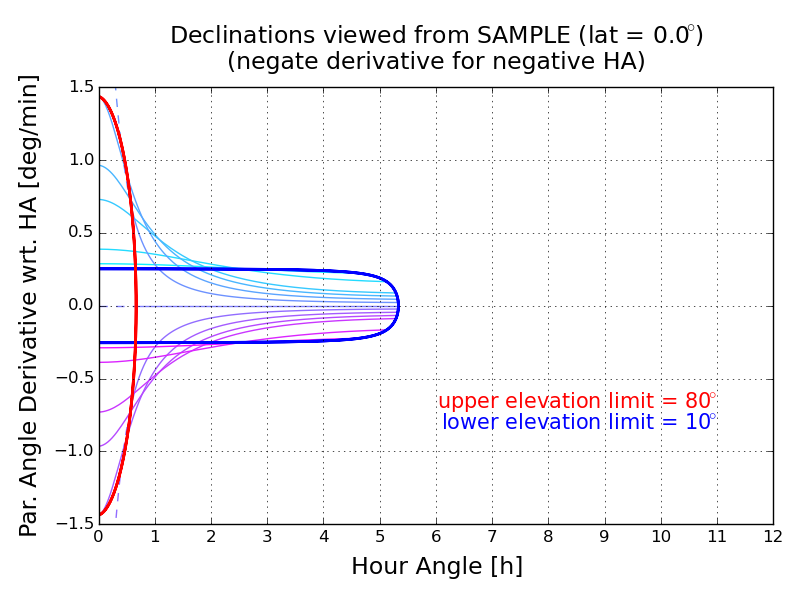 Declinations viewed from SAMPLE (lat = 0.0°)
(negate derivative for negative HA)
Par. Angle Derivative wrt. HA [deg/min]
1.5
1.0
0.5
0.0
−0.5
−1.0
−1.5
upper elevation limit = 80°
lower elevation limit = 10°
0 1 2 3 4 5 6 7 8 9 10 11 12
Hour Angle [h]